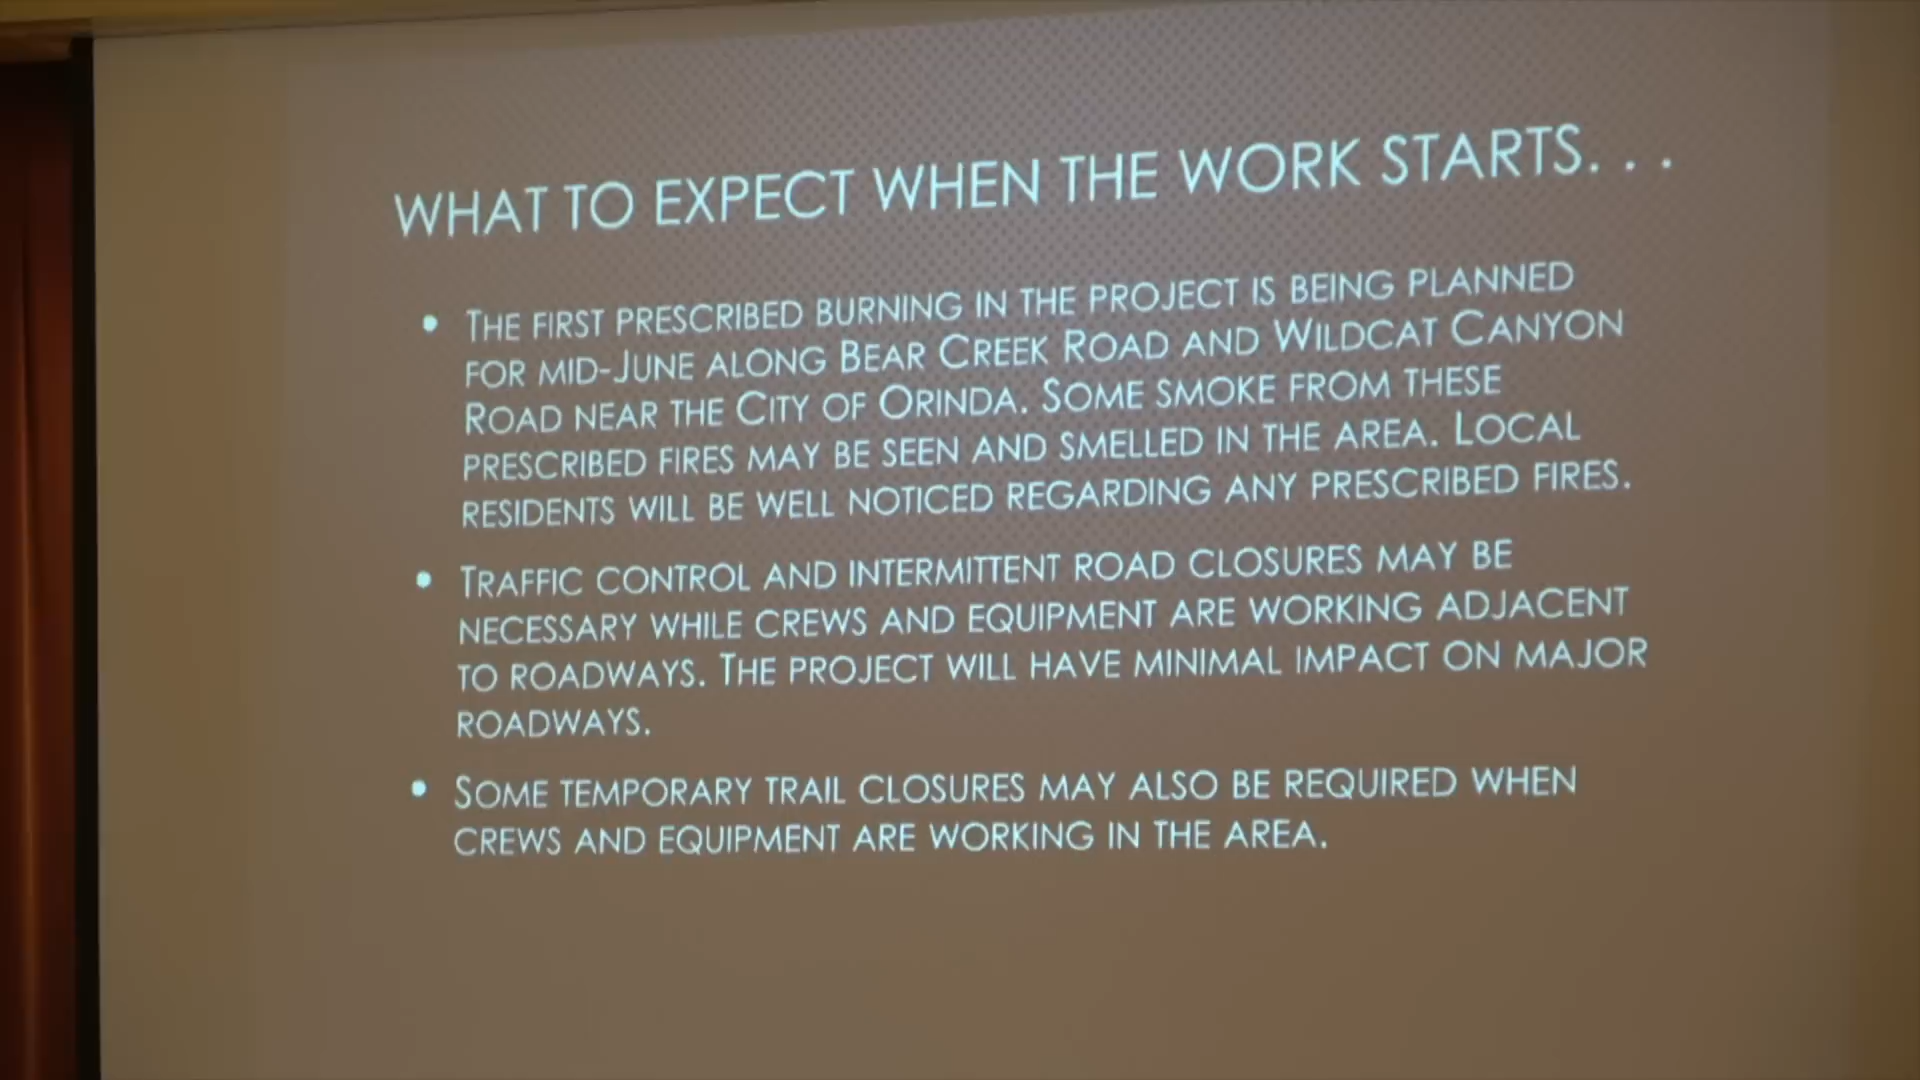 WHAT TO EXPECT WHEN THE WORK STARTS. . .
• THE FIRST PRESCRIBED BURNING IN THE PROJECT IS BEING PLANNED
FOR MID-JUNE ALONG BEAR CREEK ROAD AND WILDCAT CANYON
ROAD NEAR THE CITY OF ORINDA. SOME SMOKE FROM THESE
PRESCRIBED FIRES MAY BE SEEN AND SMELLED IN THE AREA. LOCAL
RESIDENTS WILL BE WELL NOTICED REGARDING ANY PRESCRIBED FIRES.
• TRAFFIC CONTROL AND INTERMITTENT ROAD CLOSURES MAY BE
NECESSARY WHILE CREWS AND EQUIPMENT ARE WORKING ADJACENT
TO ROADWAYS. THE PROJECT WILL HAVE MINIMAL IMPACT ON MAJOR
ROADWAYS.
• SOME TEMPORARY TRAIL CLOSURES MAY ALSO BE REQUIRED WHEN
CREWS AND EQUIPMENT ARE WORKING IN THE AREA.